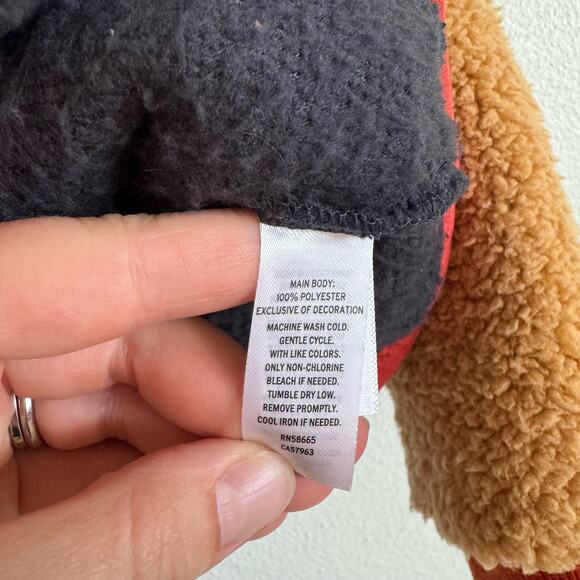 MAIN BODY:
100% POLYESTER
EXCLUSIVE OF DECORATION
MACHINE WASH COLD.
GENTLE CYCLE.
WITH LIKE COLORS.
ONLY NON-CHLORINE
BLEACH IF NEEDED.
TUMBLE DRY LOW.
REMOVE PROMPTLY.
COOL IRON IF NEEDED.
RN58665
CA57963